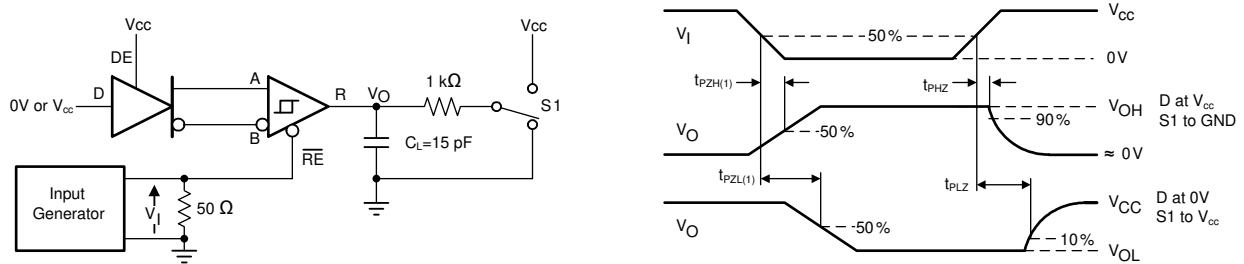 Vcc
DE
D
0V or Vcc
A
B
R
RE
VO
1 kΩ
CL=15 pF
Vcc
S1
Input
Generator
VI
50 Ω
VI
50%
Vcc
0V
tPZH(1)
tPHZ
VO
50%
VOH
90%
≈ 0V
D at Vcc
S1 to GND
tPZL(1)
tPLZ
VO
50%
VCC
10%
VOL
D at 0V
S1 to Vcc